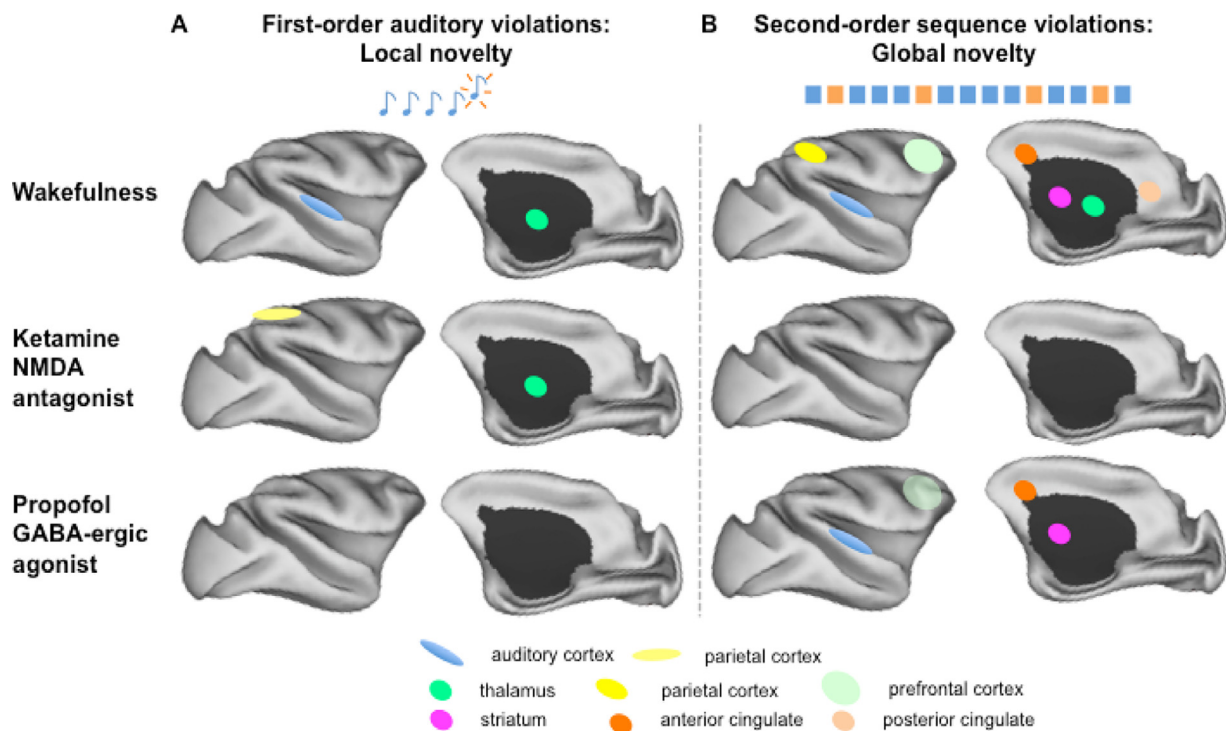 A First-order auditory violations:
Local novelty
B Second-order sequence violations:
Global novelty
Wakefulness
Ketamine
NMDA
antagonist
Propofol
GABA-ergic
agonist
auditory cortex parietal cortex
thalamus parietal cortex prefrontal cortex
striatum anterior cingulate posterior cingulate